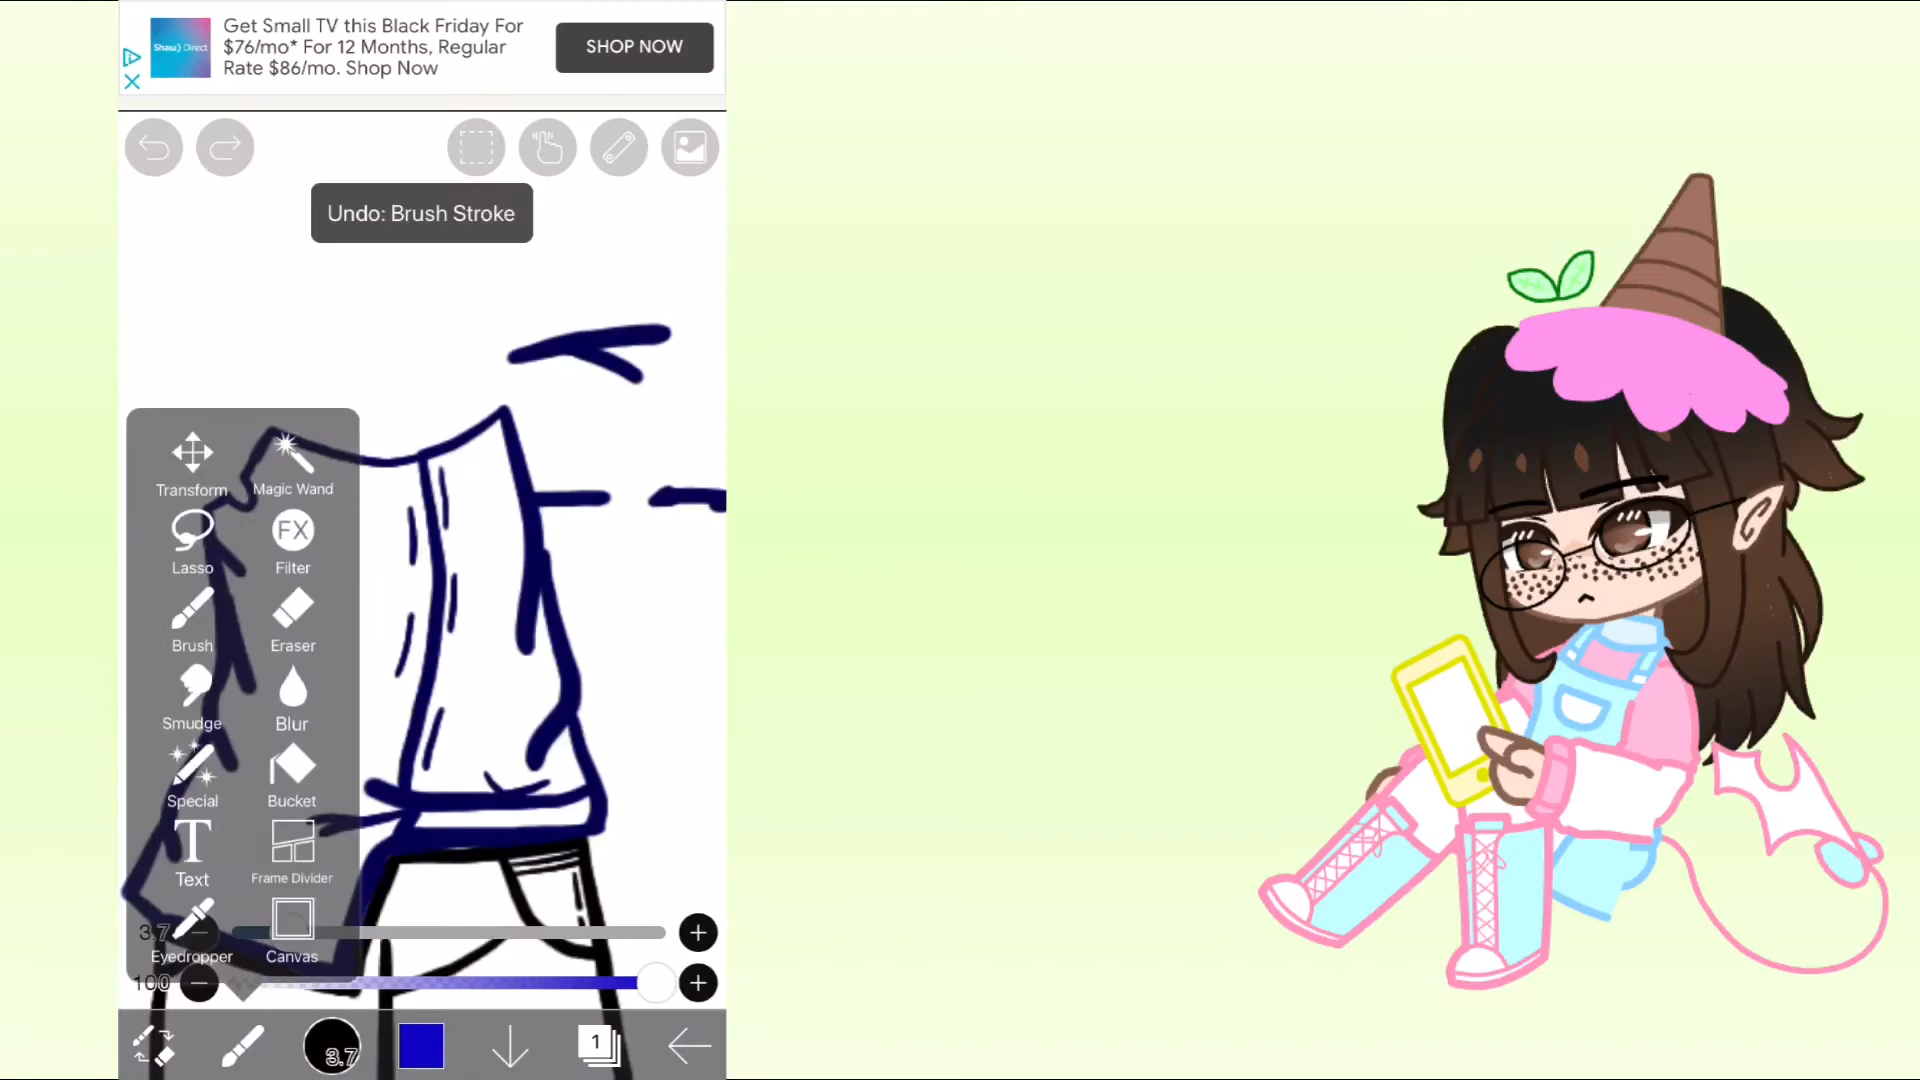 Get Small TV this Black Friday For
$76/mo* For 12 Months, Regular
Rate $86/mo. Shop Now
Shaw) Direct
SHOP NOW
Undo: Brush Stroke
Transform
Magic Wand
Lasso
FX
Filter
Brush
Eraser
Smudge
Blur
Special
Bucket
T
Text
Frame Divider
Eyedropper
Canvas
3.7
100
3.7
1